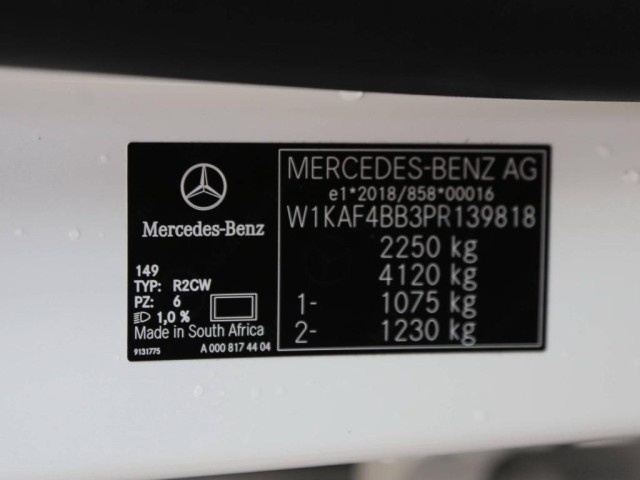 Mercedes-Benz
149
TYP: R2CW
PZ: 6
1,0 %
Made in South Africa
9131775 A 000 817 44 04
MERCEDES-BENZ AG
e1*2018/858*00016
W1KAF4BB3PR139818
2250 kg
4120 kg
1- 1075 kg
2- 1230 kg